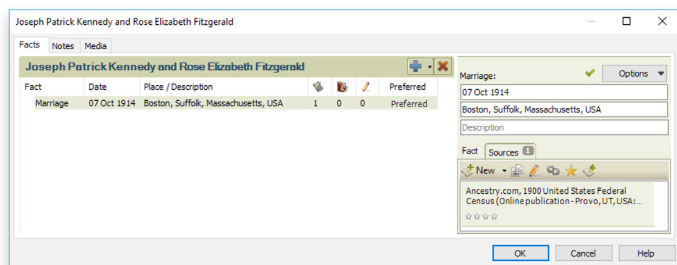 Joseph Patrick Kennedy and Rose Elizabeth Fitzgerald
Facts Notes Media
Joseph Patrick Kennedy and Rose Elizabeth Fitzgerald
Fact Date Place / Description Preferred
Marriage 07 Oct 1914 Boston, Suffolk, Massachusetts, USA 1 0 0 Preferred
Marriage: Options
07 Oct 1914
Boston, Suffolk, Massachusetts, USA
Description
Fact Sources 1
New
Ancestry.com, 1900 United States Federal
Census (Online publication - Provo, UT, USA:...
OK Cancel Help